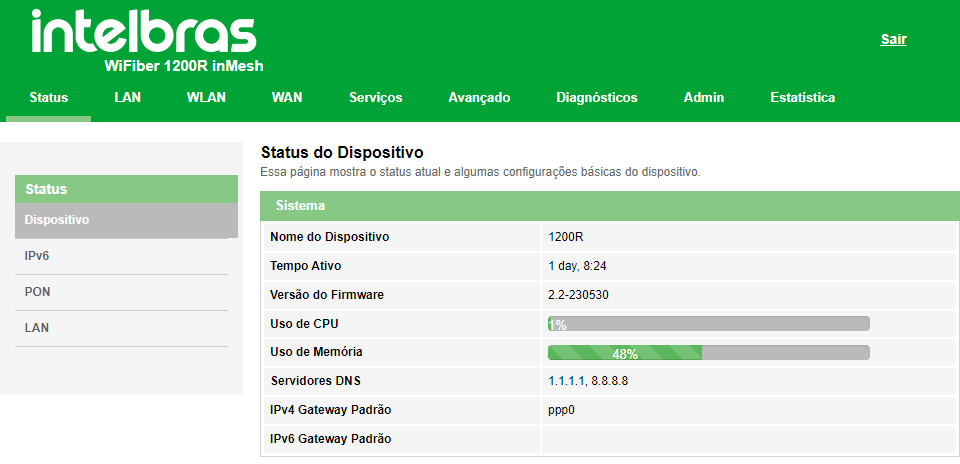 intelbras
WiFiber 1200R inMesh
Sair
Status LAN WLAN WAN Serviços Avançado Diagnósticos Admin Estatística
Status
Dispositivo
IPv6
PON
LAN
Status do Dispositivo
Essa página mostra o status atual e algumas configurações básicas do dispositivo.
Sistema
Nome do Dispositivo 1200R
Tempo Ativo 1 day, 8:24
Versão do Firmware 2.2-230530
Uso de CPU 1%
Uso de Memória 48%
Servidores DNS 1.1.1.1, 8.8.8.8
IPv4 Gateway Padrão ppp0
IPv6 Gateway Padrão